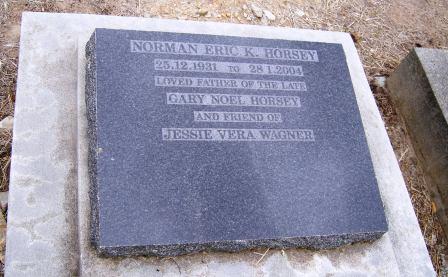 NORMAN ERIC K. HORSEY
25.12.1931 TO 28.1.2004
LOVED FATHER OF THE LATE
GARY NOEL HORSEY
AND FRIEND OF
JESSIE VERA WAGNER